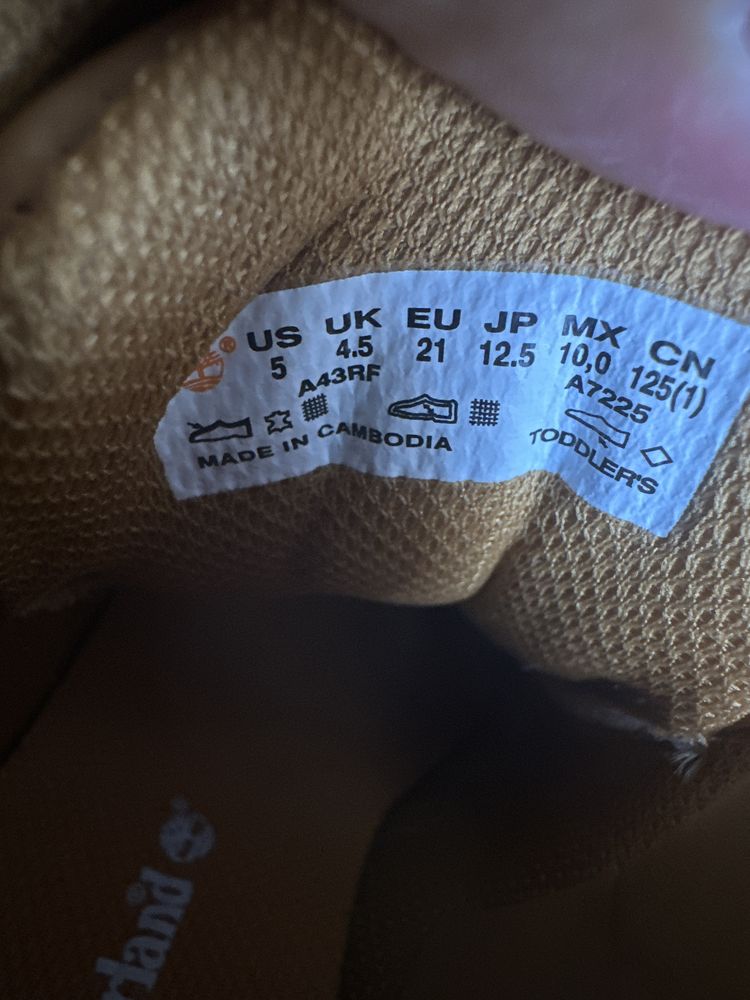 US UK EU JP MX CN
5 4.5 21 12.5 10,0 125(1)
A43RF A7225
MADE IN CAMBODIA TODDLER'S
rland